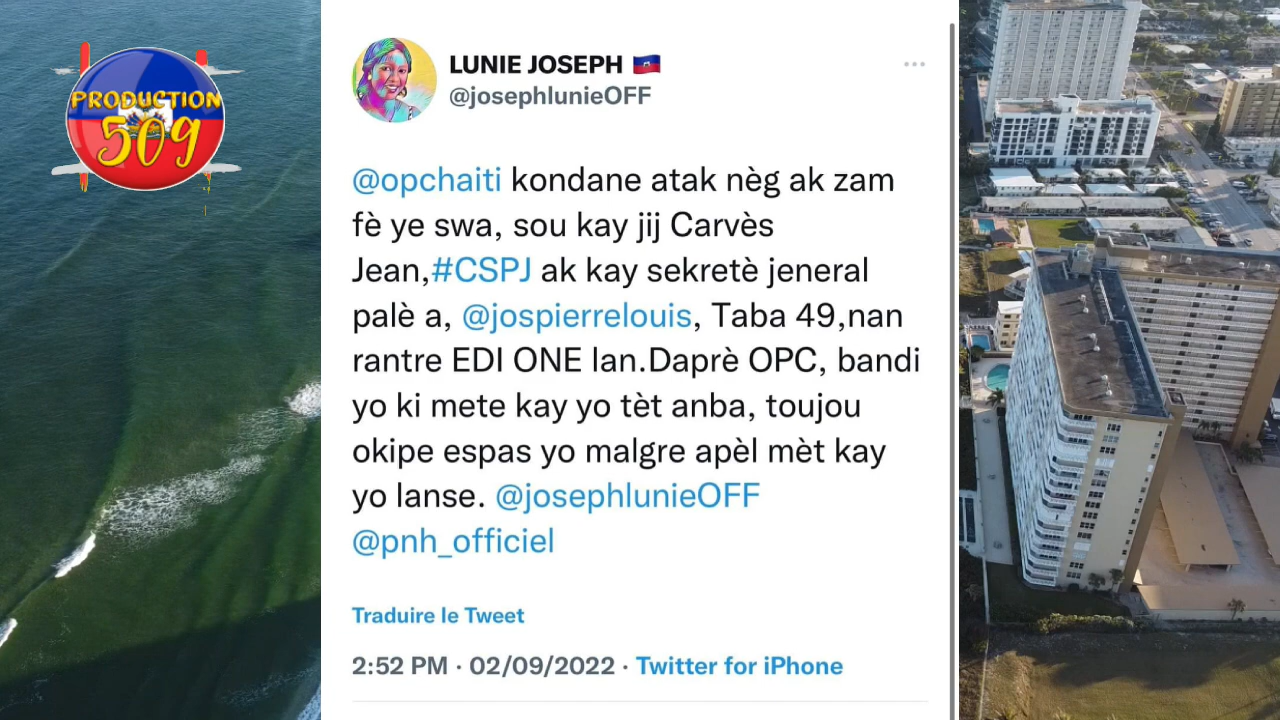 PRODUCTION
509
LUNIE JOSEPH 🇭🇹
@josephlunieOFF
@opchaiti kondane atak nèg ak zam
fè ye swa, sou kay jij Carvès
Jean,#CSPJ ak kay sekretè jeneral
palè a, @jospierrelouis, Taba 49,nan
rantre EDI ONE lan.Daprè OPC, bandi
yo ki mete kay yo tèt anba, toujou
okipe espas yo malgre apèl mèt kay
yo lanse. @josephlunieOFF
@pnh_officiel
Traduire le Tweet
2:52 PM · 02/09/2022 · Twitter for iPhone